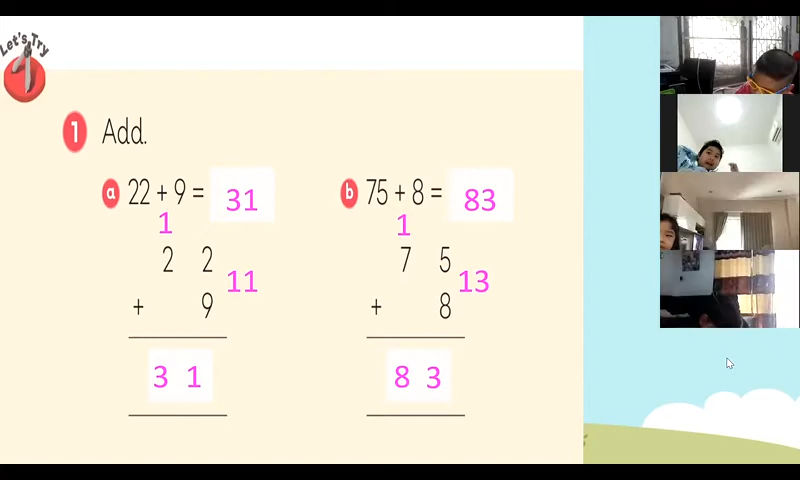 Let's Try
1 Add.
a 22 + 9 = 31
b 75 + 8 = 83
1
2 2
11
+ 9
3 1
1
7 5
13
+ 8
8 3